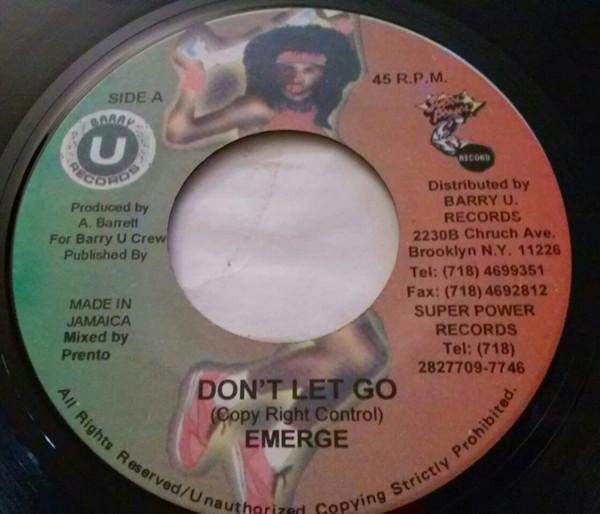 SIDE A
45 R.P.M.
BARRY
U
RECORDS
RECORD
Produced by
A. Barrett
For Barry U Crew
Published By
MADE IN
JAMAICA
Mixed by
Prento
Distributed by
BARRY U.
RECORDS
2230B Chruch Ave.
Brooklyn N.Y. 11226
Tel: (718) 4699351
Fax: (718) 4692812
SUPER POWER
RECORDS
Tel: (718)
2827709-7746
DON'T LET GO
(Copy Right Control)
EMERGE
All Rights Reserved/Unauthorized Copying Strictly Prohibited.